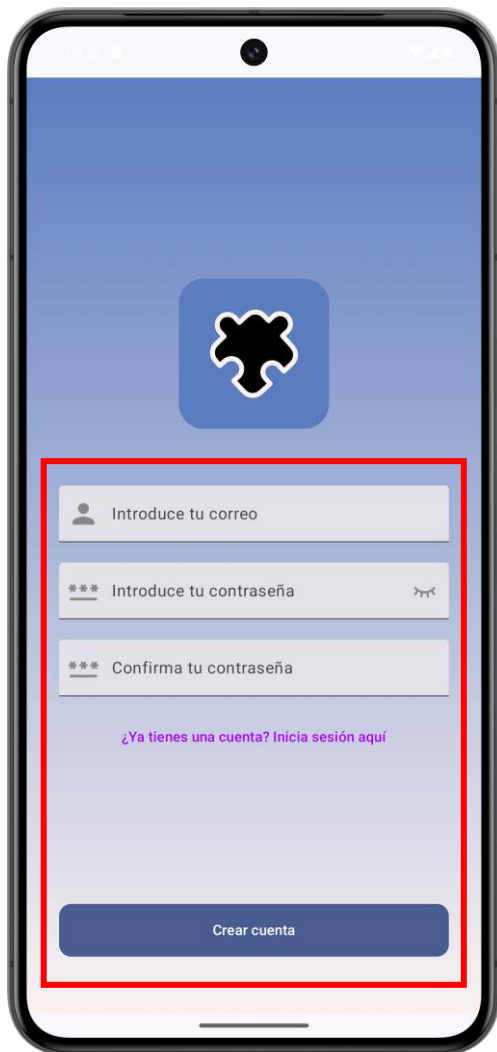 Introduce tu correo
*** Introduce tu contraseña
*** Confirma tu contraseña
¿Ya tienes una cuenta? Inicia sesión aquí
Crear cuenta